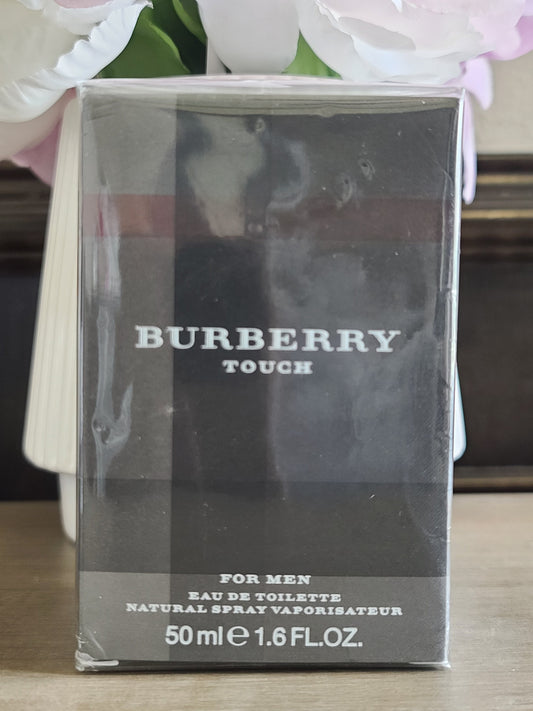 BURBERRY
TOUCH
FOR MEN
EAU DE TOILETTE
NATURAL SPRAY VAPORISATEUR
50 ml ℮ 1.6 FL.OZ.